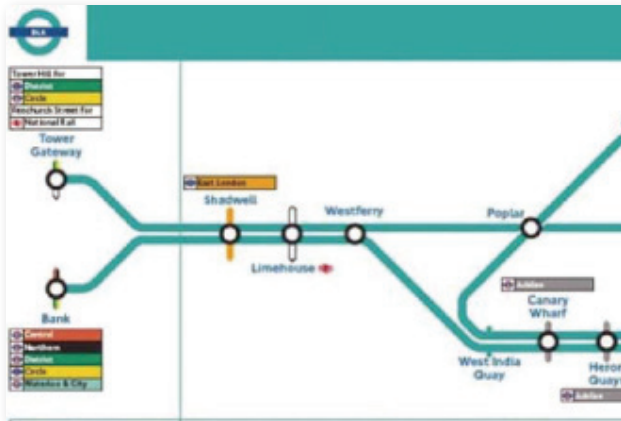 DLR
Tower Hill for
District
Circle
Fenchurch Street for
National Rail
Tower
Gateway
East London
Shadwell
Westferry
Poplar
Limehouse
Jubilee
Canary
Wharf
Bank
Central
Northern
District
Circle
Waterloo & City
West India
Quay
Heron
Quays
Jubilee